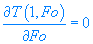 ∂T(1,Fo)/∂Fo = 0